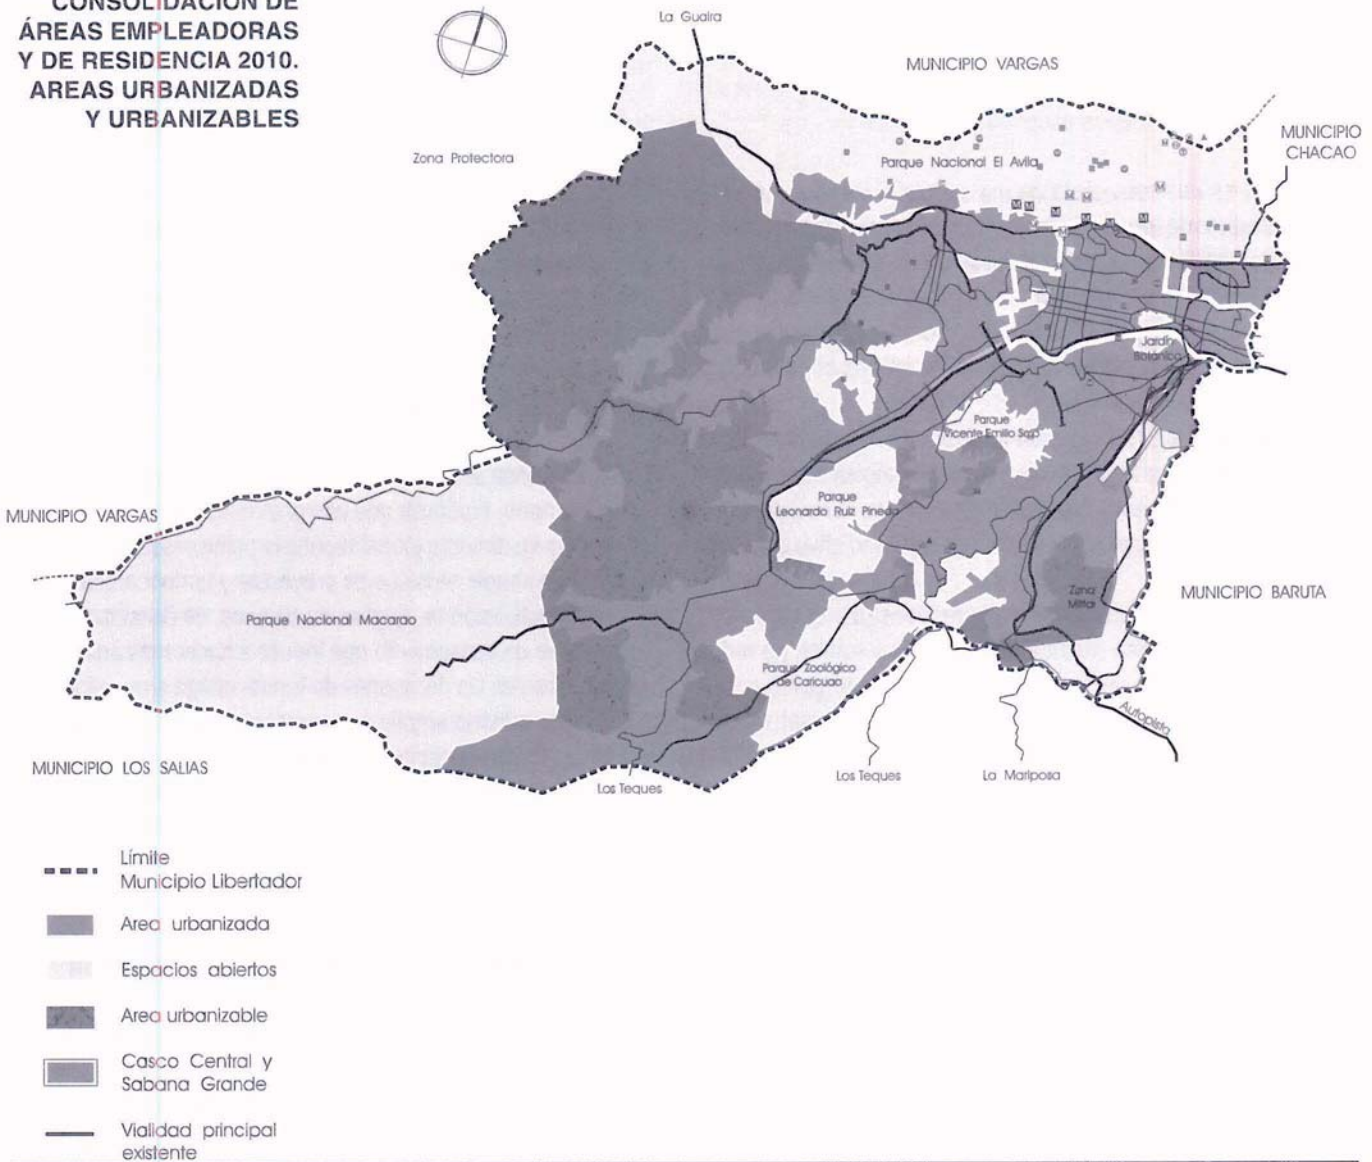 CONSOLIDACIÓN DE
ÁREAS EMPLEADORAS
Y DE RESIDENCIA 2010.
AREAS URBANIZADAS
Y URBANIZABLES
La Guaira
MUNICIPIO VARGAS
MUNICIPIO
CHACAO
Zona Protectora
Parque Nacional El Avila
Jardín
Botánico
Parque
Vicente Emilio Sojo
Parque
Leonardo Ruiz Pineda
MUNICIPIO VARGAS
Zona
Militar
MUNICIPIO BARUTA
Parque Nacional Macarao
Parque Zoológico
de Caricuao
Autopista
MUNICIPIO LOS SALIAS
Los Teques
Los Teques
La Mariposa
Límite
Municipio Libertador
Area urbanizada
Espacios abiertos
Area urbanizable
Casco Central y
Sabana Grande
Vialidad principal
existente